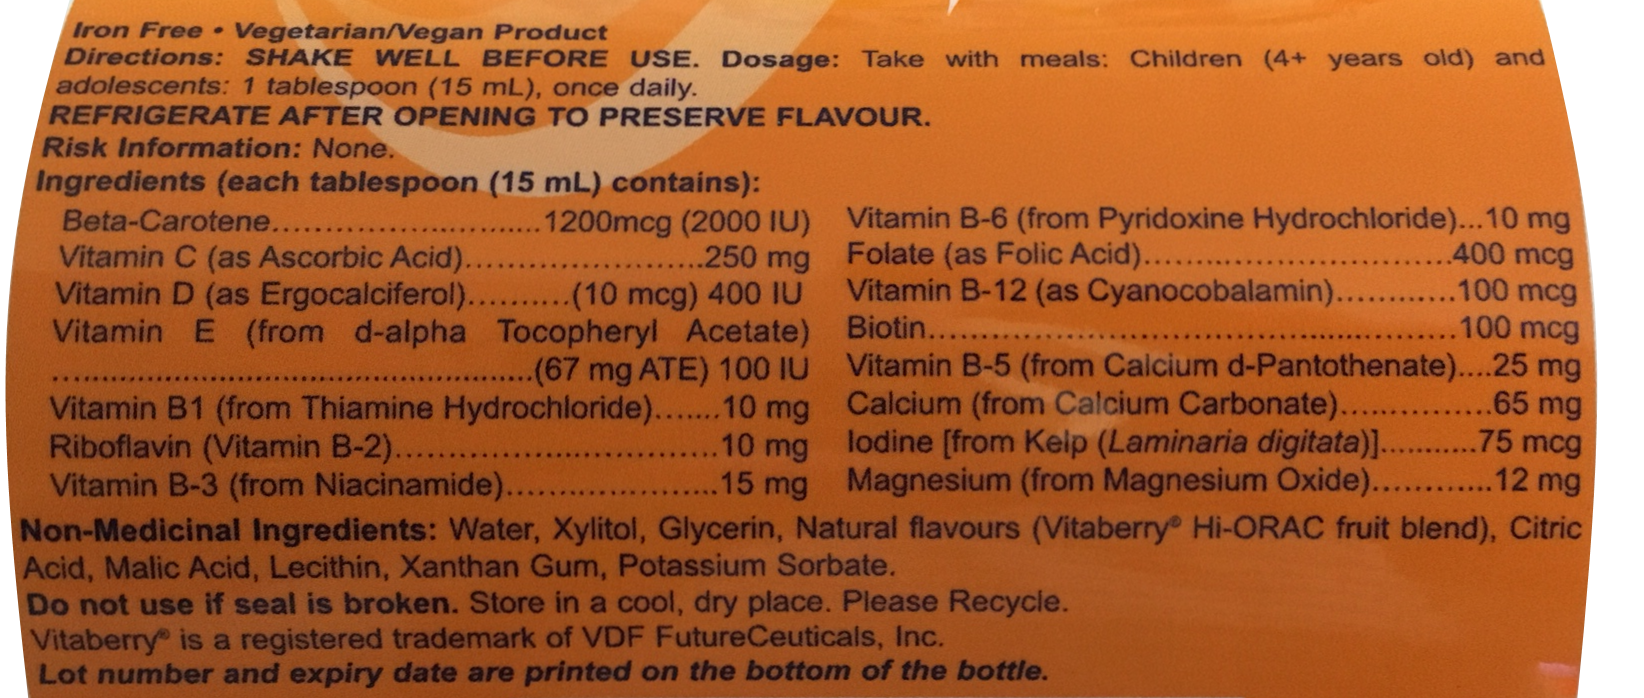 Iron Free • Vegetarian/Vegan Product
Directions: SHAKE WELL BEFORE USE. Dosage: Take with meals: Children (4+ years old) and
adolescents: 1 tablespoon (15 mL), once daily.
REFRIGERATE AFTER OPENING TO PRESERVE FLAVOUR.
Risk Information: None.
Ingredients (each tablespoon (15 mL) contains):
Beta-Carotene..........................1200mcg (2000 IU)
Vitamin C (as Ascorbic Acid)......................250 mg
Vitamin D (as Ergocalciferol)..........(10 mcg) 400 IU
Vitamin E (from d-alpha Tocopheryl Acetate)
................................................(67 mg ATE) 100 IU
Vitamin B1 (from Thiamine Hydrochloride).......10 mg
Riboflavin (Vitamin B-2)..............................10 mg
Vitamin B-3 (from Niacinamide)....................15 mg
Vitamin B-6 (from Pyridoxine Hydrochloride)...10 mg
Folate (as Folic Acid)..............................400 mcg
Vitamin B-12 (as Cyanocobalamin)............100 mcg
Biotin...................................................100 mcg
Vitamin B-5 (from Calcium d-Pantothenate)....25 mg
Calcium (from Calcium Carbonate)...............65 mg
Iodine [from Kelp (Laminaria digitata)]...........75 mcg
Magnesium (from Magnesium Oxide)............12 mg
Non-Medicinal Ingredients: Water, Xylitol, Glycerin, Natural flavours (Vitaberry® Hi-ORAC fruit blend), Citric
Acid, Malic Acid, Lecithin, Xanthan Gum, Potassium Sorbate.
Do not use if seal is broken. Store in a cool, dry place. Please Recycle.
Vitaberry® is a registered trademark of VDF FutureCeuticals, Inc.
Lot number and expiry date are printed on the bottom of the bottle.